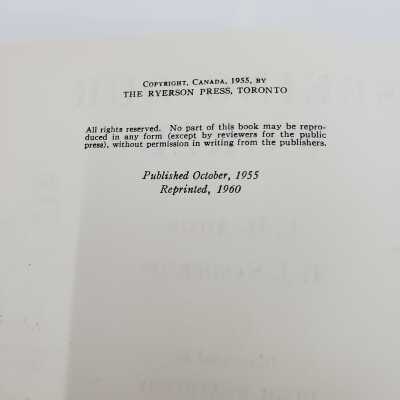 COPYRIGHT, CANADA, 1955, BY
THE RYERSON PRESS, TORONTO
All rights reserved. No part of this book may be repro-
duced in any form (except by reviewers for the public
press), without permission in writing from the publishers.
Published October, 1955
Reprinted, 1960